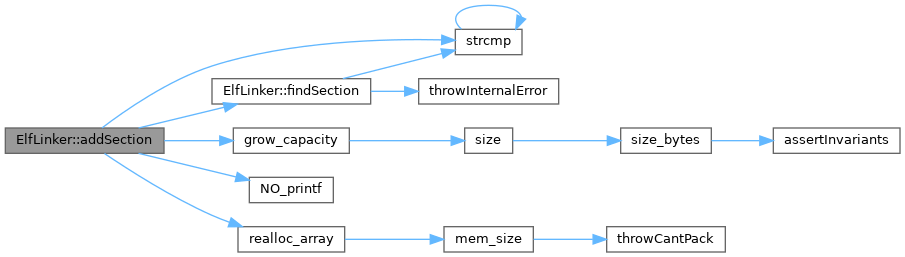 strcmp
ElfLinker::findSection
throwInternalError
ElfLinker::addSection
grow_capacity
size
size_bytes
assertInvariants
NO_printf
realloc_array
mem_size
throwCantPack